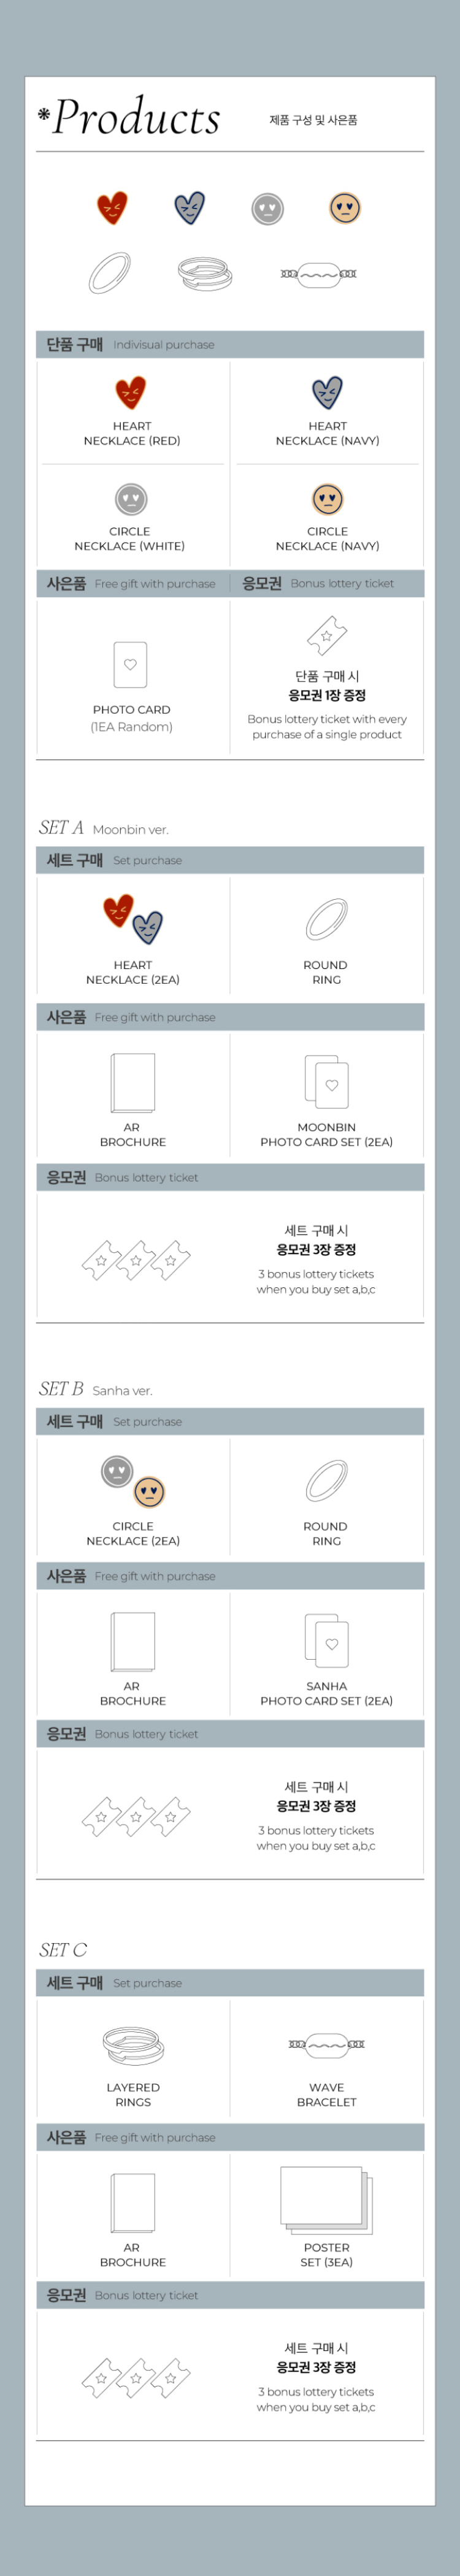 *Products
제품 구성 및 사은품
단품 구매 Indivisual purchase
HEART
NECKLACE (RED)
HEART
NECKLACE (NAVY)
CIRCLE
NECKLACE (WHITE)
CIRCLE
NECKLACE (NAVY)
사은품 Free gift with purchase
응모권 Bonus lottery ticket
PHOTO CARD
(1EA Random)
단품 구매 시
응모권 1장 증정
Bonus lottery ticket with every
purchase of a single product
SET A Moonbin ver.
세트 구매 Set purchase
HEART
NECKLACE (2EA)
ROUND
RING
사은품 Free gift with purchase
AR
BROCHURE
MOONBIN
PHOTO CARD SET (2EA)
응모권 Bonus lottery ticket
세트 구매 시
응모권 3장 증정
3 bonus lottery tickets
when you buy set a,b,c
SET B Sanha ver.
세트 구매 Set purchase
CIRCLE
NECKLACE (2EA)
ROUND
RING
사은품 Free gift with purchase
AR
BROCHURE
SANHA
PHOTO CARD SET (2EA)
응모권 Bonus lottery ticket
세트 구매 시
응모권 3장 증정
3 bonus lottery tickets
when you buy set a,b,c
SET C
세트 구매 Set purchase
LAYERED
RINGS
WAVE
BRACELET
사은품 Free gift with purchase
AR
BROCHURE
POSTER
SET (3EA)
응모권 Bonus lottery ticket
세트 구매 시
응모권 3장 증정
3 bonus lottery tickets
when you buy set a,b,c